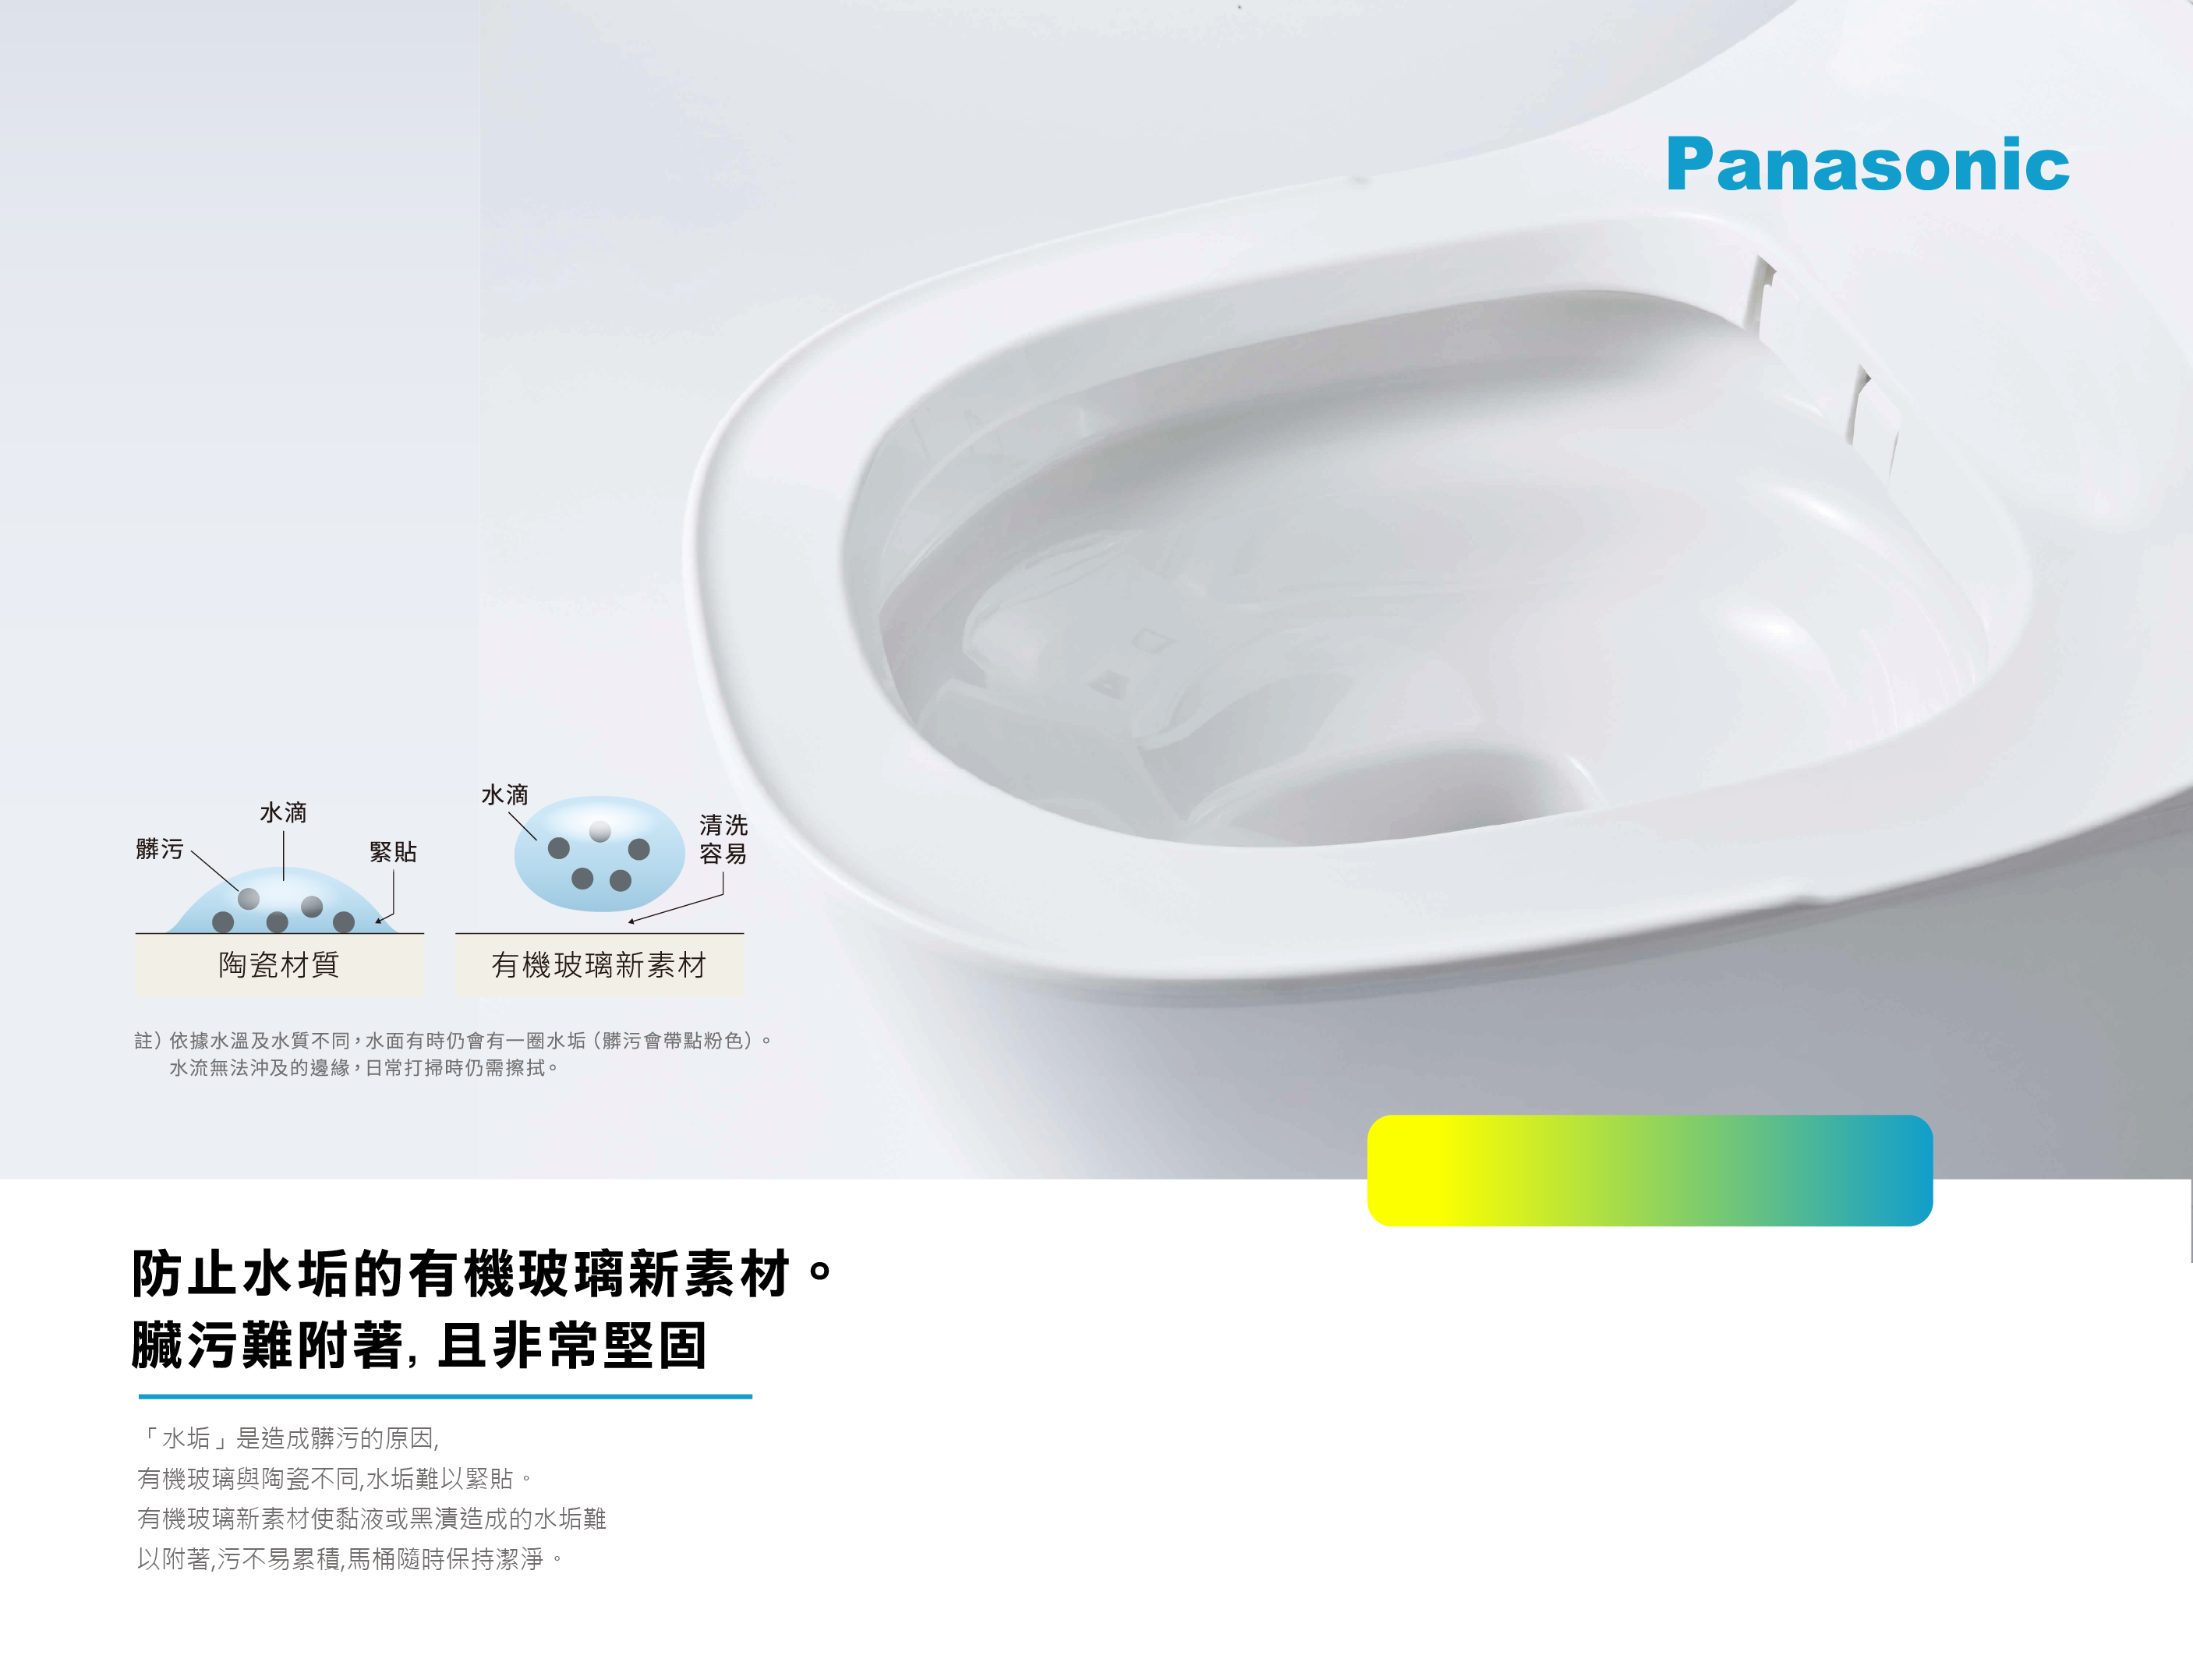 Panasonic
水滴
髒污
緊貼
陶瓷材質
水滴
清洗
容易
有機玻璃新素材
註）依據水溫及水質不同，水面有時仍會有一圈水垢（髒污會帶點粉色）。
水流無法沖及的邊緣，日常打掃時仍需擦拭。
防止水垢的有機玻璃新素材。
臟污難附著, 且非常堅固
「水垢」是造成髒污的原因,
有機玻璃與陶瓷不同,水垢難以緊貼。
有機玻璃新素材使黏液或黑漬造成的水垢難
以附著,污不易累積,馬桶隨時保持潔淨。